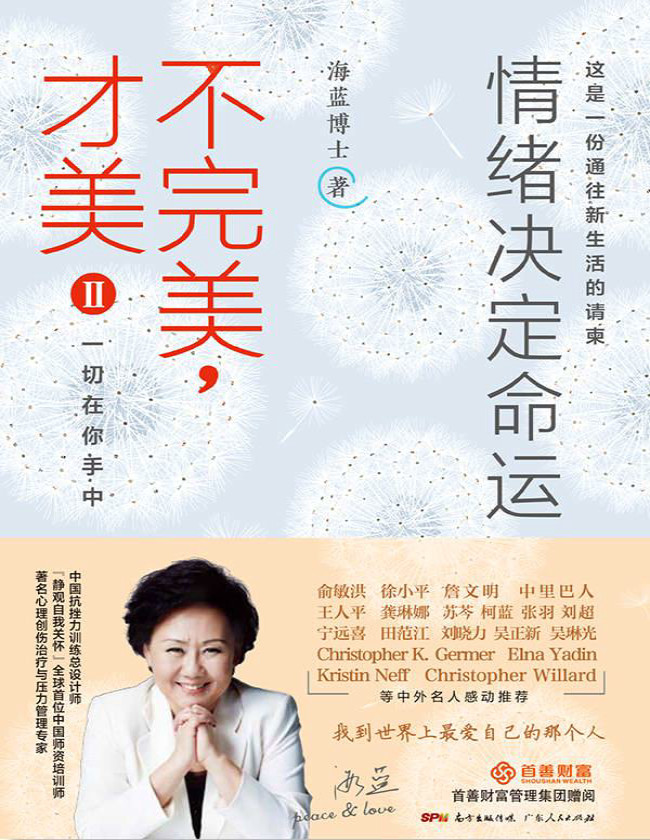 这是一份通往新生活的请柬
情绪决定命运
海蓝博士 著
不完美，
才美
II
一切在你手中
中国抗挫力训练总设计师
『静观自我关怀』全球首位中国师资培训师
著名心理创伤治疗与压力管理专家
俞敏洪 徐小平 詹文明 中里巴人
王人平 龚琳娜 苏芩 柯蓝 张羽 刘超
宁远喜 田范江 刘晓力 吴正新 吴琳光
Christopher K. Germer Elna Yadin
Kristin Neff Christopher Willard
等中外名人感动推荐
找到世界上最爱自己的那个人
海蓝
peace & love
首善财富
SHOUSHAN WEALTH
首善财富管理集团赠阅
SPM 南方出版传媒 广东人民出版社